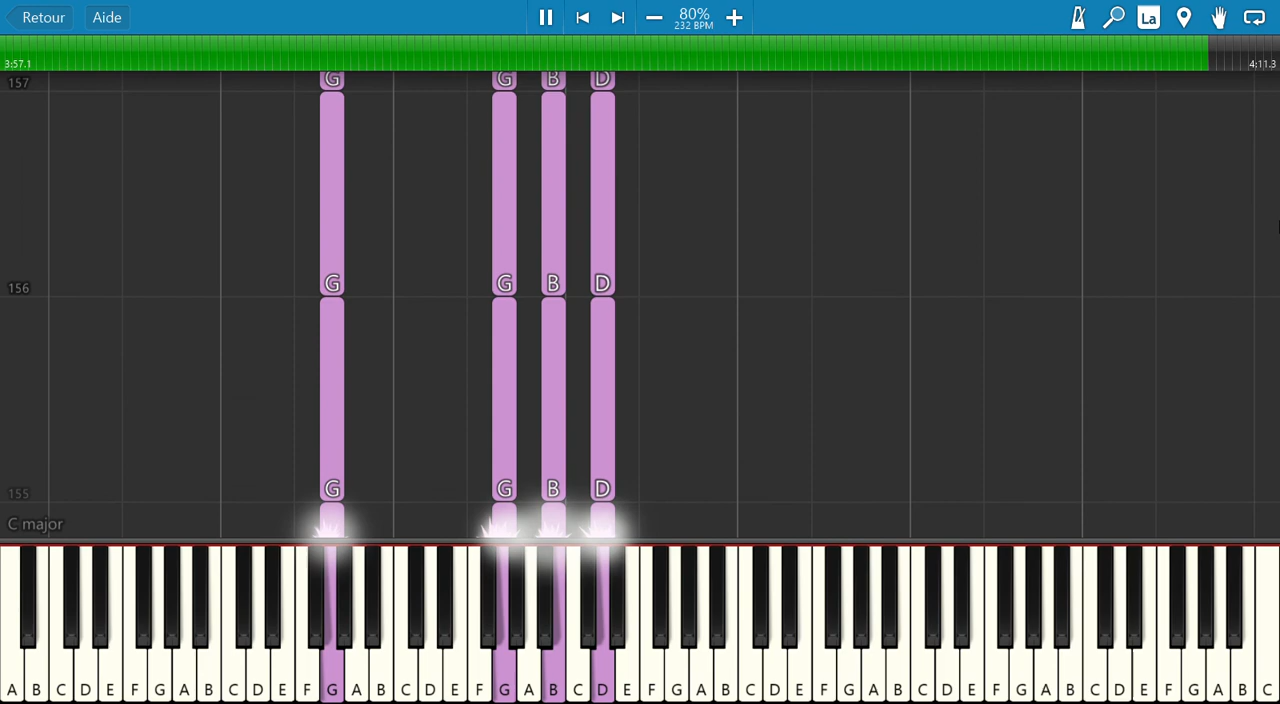 Retour Aide 80% La
232 BPM
3:57.1 4:11.3
157 G G B D
G G B D
156
G G B D
155
C major
A B C D E F G A B C D E F G A B C D E F G A B C D E F G A B C D E F G A B C D E F G A B C D E F G A B C